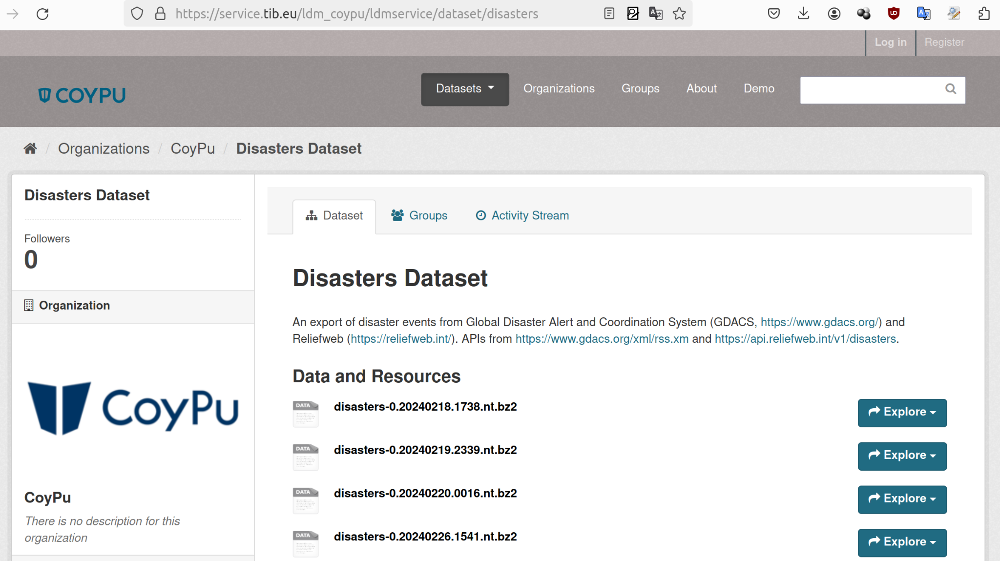 https://service.tib.eu/ldm_coypu/ldmservice/dataset/disasters
Log in
Register
COYPU
Datasets
Organizations
Groups
About
Demo
/ Organizations / CoyPu / Disasters Dataset
Disasters Dataset
Followers
0
Organization
CoyPu
CoyPu
There is no description for this
organization
Dataset
Groups
Activity Stream
Disasters Dataset
An export of disaster events from Global Disaster Alert and Coordination System (GDACS, https://www.gdacs.org/) and
Reliefweb (https://reliefweb.int/). APIs from https://www.gdacs.org/xml/rss.xm and https://api.reliefweb.int/v1/disasters.
Data and Resources
DATA
disasters-0.20240218.1738.nt.bz2
Explore
DATA
disasters-0.20240219.2339.nt.bz2
Explore
DATA
disasters-0.20240220.0016.nt.bz2
Explore
DATA
disasters-0.20240226.1541.nt.bz2
Explore